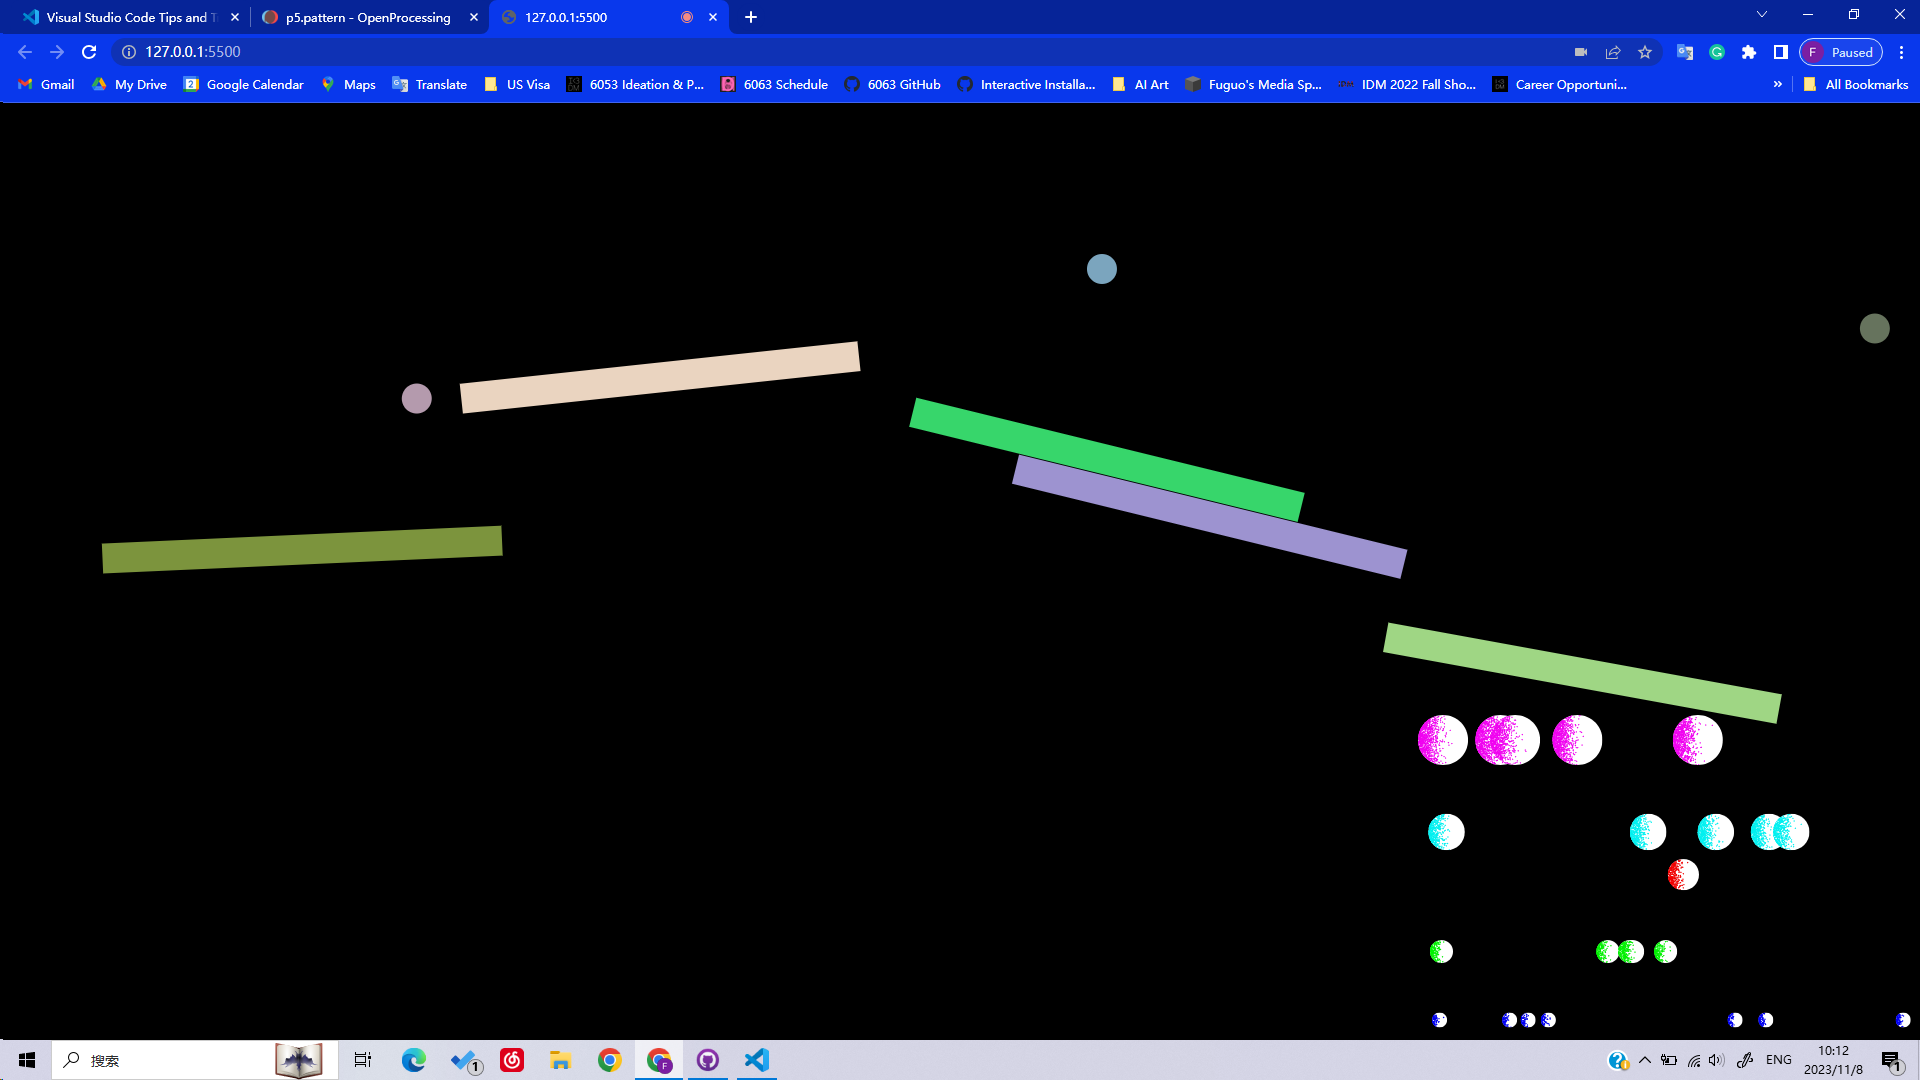 Visual Studio Code Tips and T
p5.pattern - OpenProcessing
127.0.0.1:5500
127.0.0.1:5500
F Paused
Gmail My Drive 2 Google Calendar Maps Translate US Visa 6053 Ideation & P... 6063 Schedule 6063 GitHub Interactive Installa... AI Art Fuguo's Media Sp... IDM 2022 Fall Sho... Career Opportuni... » All Bookmarks
搜索
1
F
ENG
10:12
2023/11/8
1